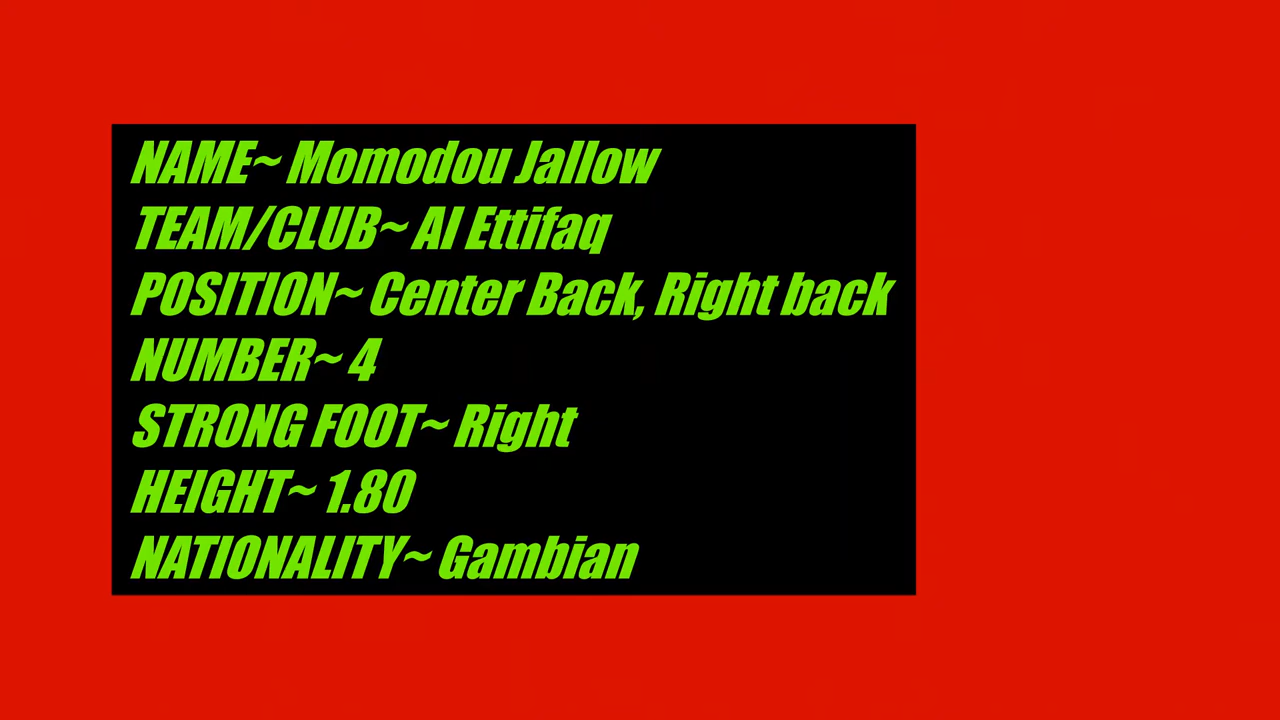 NAME~ Momodou Jallow
TEAM/CLUB~ Al Ettifaq
POSITION~ Center Back, Right back
NUMBER~ 4
STRONG FOOT~ Right
HEIGHT~ 1.80
NATIONALITY~ Gambian